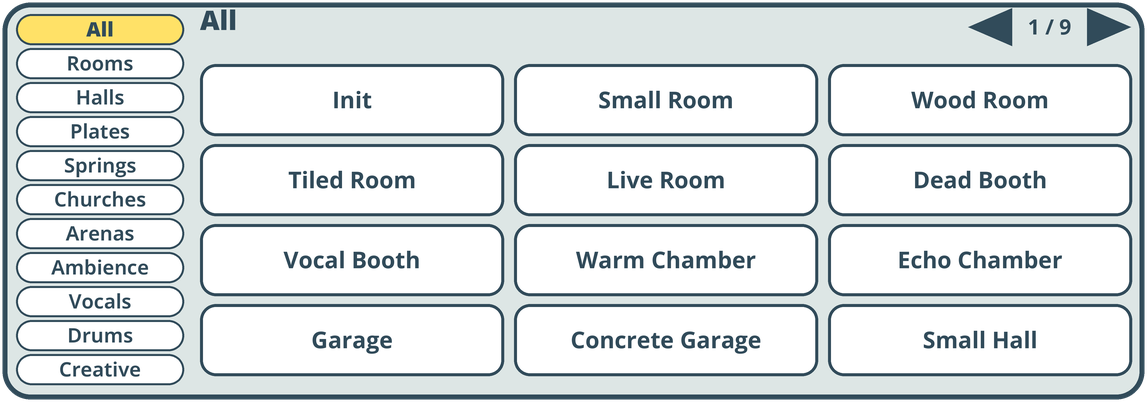 All
Rooms
Halls
Plates
Springs
Churches
Arenas
Ambience
Vocals
Drums
Creative
All
1 / 9
Init
Small Room
Wood Room
Tiled Room
Live Room
Dead Booth
Vocal Booth
Warm Chamber
Echo Chamber
Garage
Concrete Garage
Small Hall